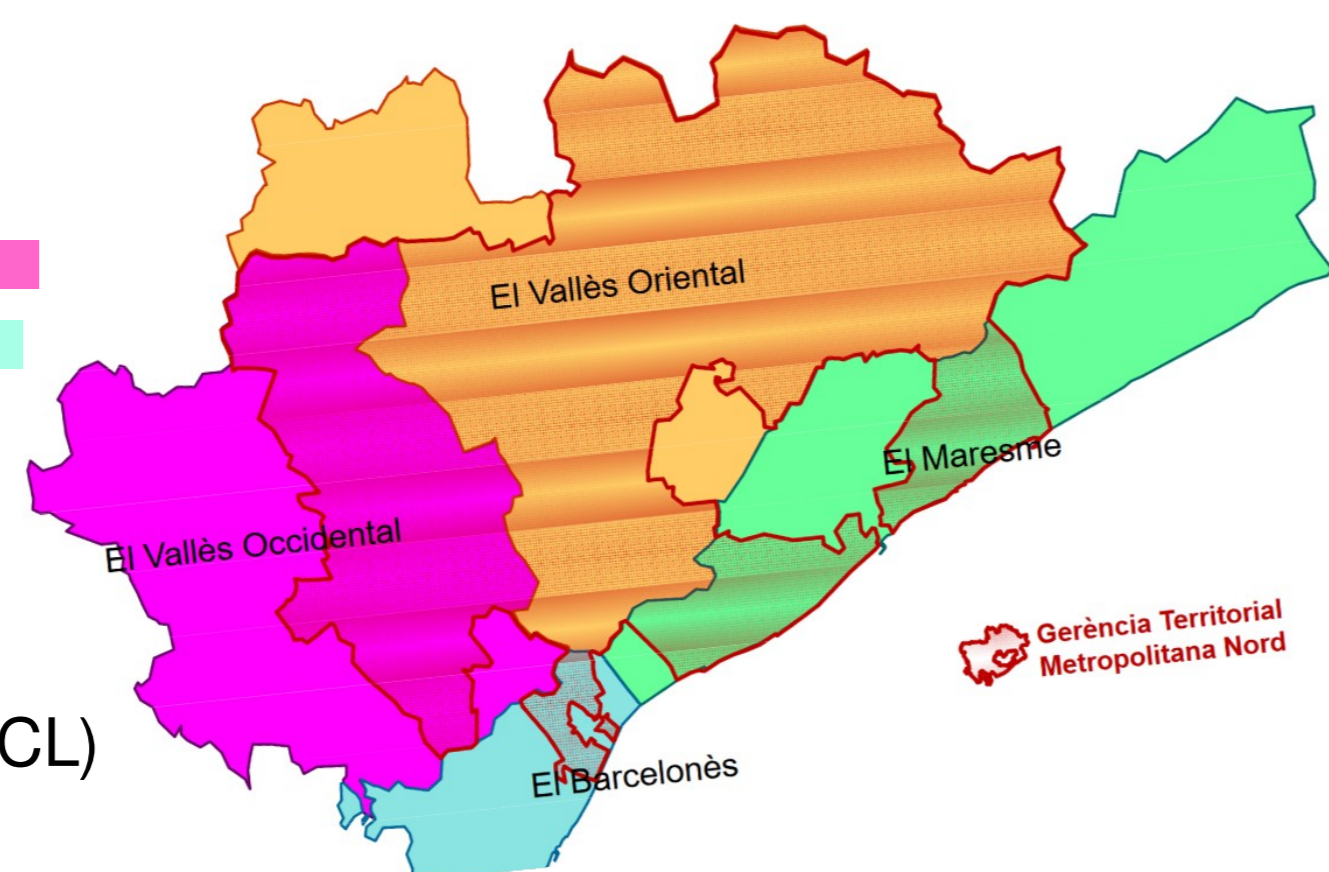 El Vallès Oriental
El Maresme
El Vallès Occidental
Gerència Territorial
Metropolitana Nord
CL)
El Barcelonès